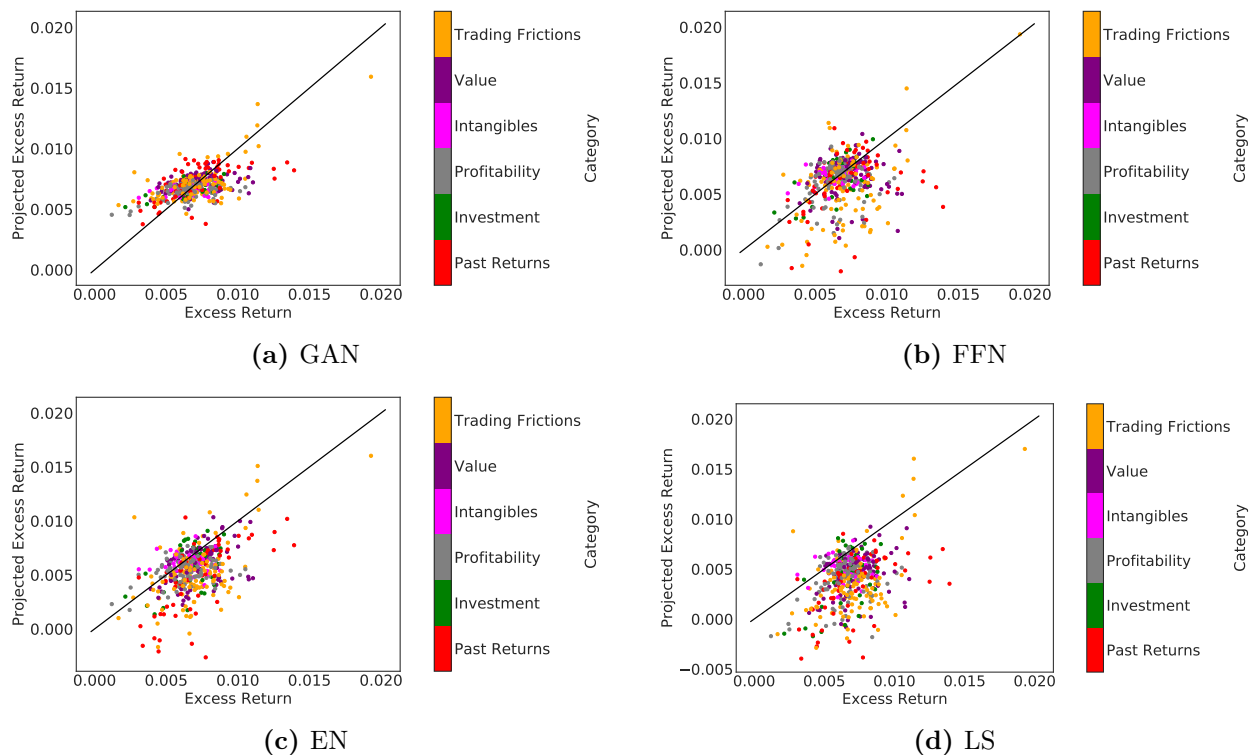 0.020
0.015
0.010
0.005
0.000
Projected Excess Return
0.000 0.005 0.010 0.015 0.020
Excess Return
Trading Frictions
Value
Intangibles
Profitability
Investment
Past Returns
Category
(a) GAN
0.020
0.015
0.010
0.005
0.000
Projected Excess Return
0.000 0.005 0.010 0.015 0.020
Excess Return
Trading Frictions
Value
Intangibles
Profitability
Investment
Past Returns
Category
(b) FFN
0.020
0.015
0.010
0.005
0.000
Projected Excess Return
0.000 0.005 0.010 0.015 0.020
Excess Return
Trading Frictions
Value
Intangibles
Profitability
Investment
Past Returns
Category
(c) EN
0.020
0.015
0.010
0.005
0.000
−0.005
Projected Excess Return
0.000 0.005 0.010 0.015 0.020
Excess Return
Trading Frictions
Value
Intangibles
Profitability
Investment
Past Returns
Category
(d) LS